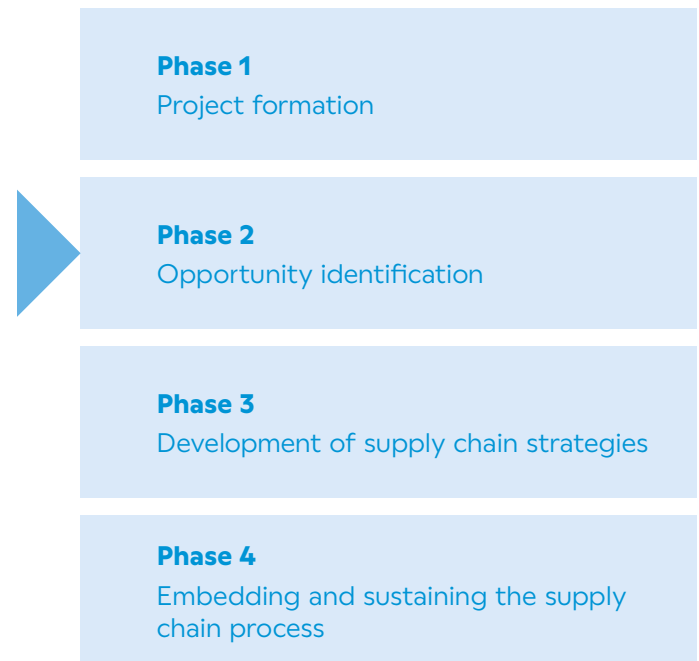 Phase 1
Project formation
Phase 2
Opportunity identification
Phase 3
Development of supply chain strategies
Phase 4
Embedding and sustaining the supply
chain process